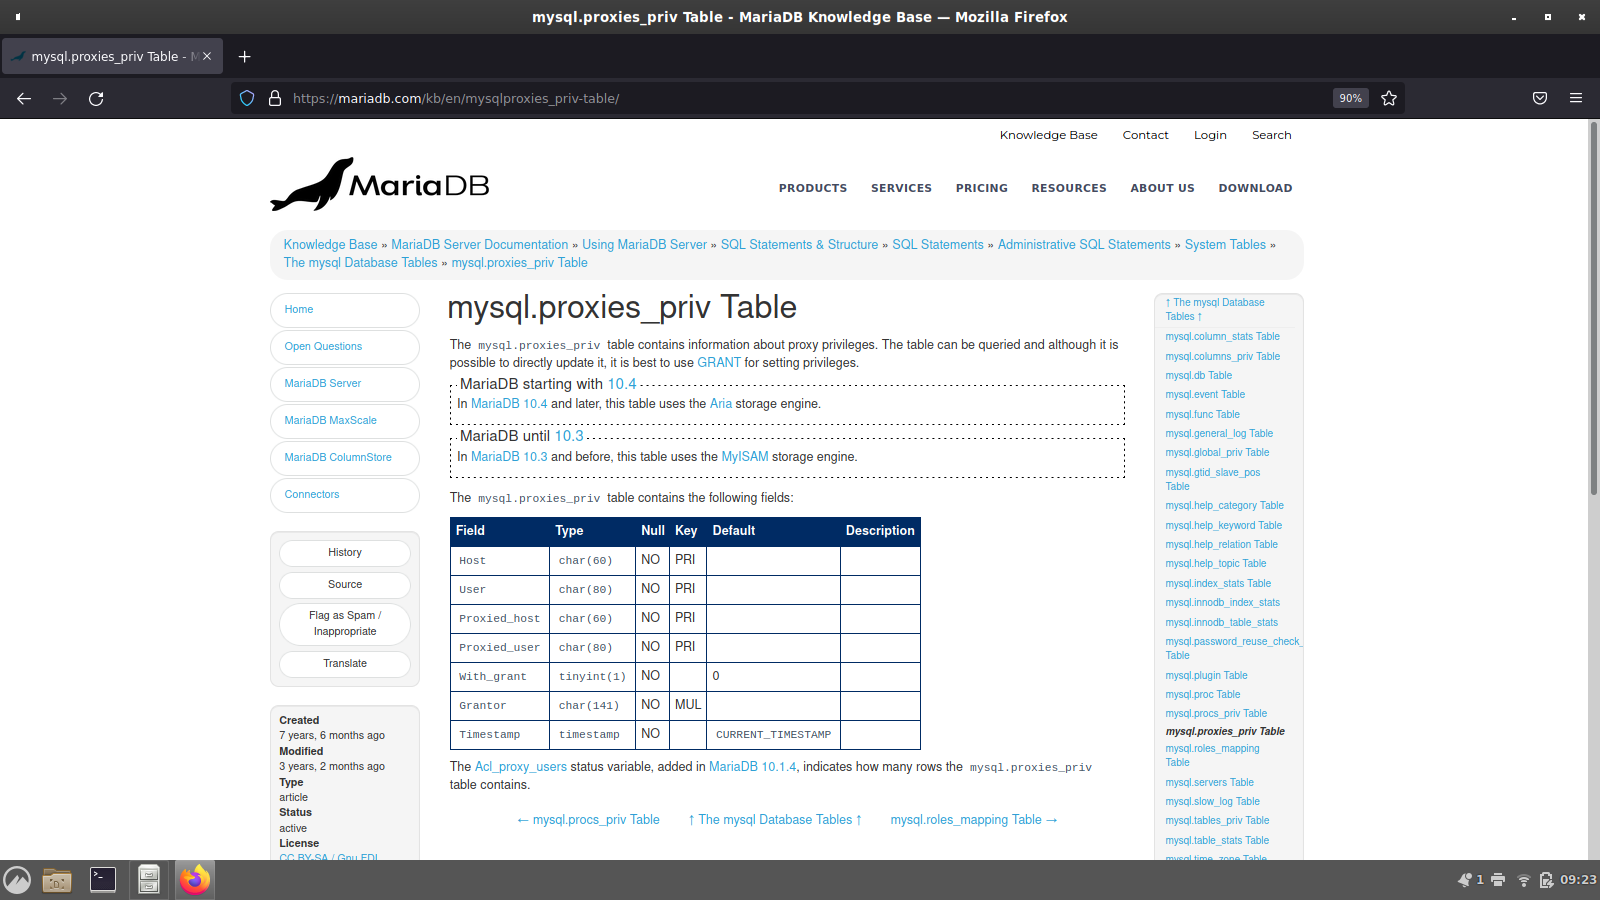 mysql.proxies_priv Table - MariaDB Knowledge Base — Mozilla Firefox
mysql.proxies_priv Table - M
https://mariadb.com/kb/en/mysqlproxies_priv-table/
90%
Knowledge Base Contact Login Search
MariaDB
PRODUCTS SERVICES PRICING RESOURCES ABOUT US DOWNLOAD
Knowledge Base » MariaDB Server Documentation » Using MariaDB Server » SQL Statements & Structure » SQL Statements » Administrative SQL Statements » System Tables »
The mysql Database Tables » mysql.proxies_priv Table
Home
Open Questions
MariaDB Server
MariaDB MaxScale
MariaDB ColumnStore
Connectors
History
Source
Flag as Spam /
Inappropriate
Translate
Created
7 years, 6 months ago
Modified
3 years, 2 months ago
Type
article
Status
active
License
CC BY-SA / Gnu FDL
mysql.proxies_priv Table
The mysql.proxies_priv table contains information about proxy privileges. The table can be queried and although it is
possible to directly update it, it is best to use GRANT for setting privileges.
MariaDB starting with 10.4
In MariaDB 10.4 and later, this table uses the Aria storage engine.
MariaDB until 10.3
In MariaDB 10.3 and before, this table uses the MyISAM storage engine.
The mysql.proxies_priv table contains the following fields:
Field Type Null Key Default Description
Host char(60) NO PRI
User char(80) NO PRI
Proxied_host char(60) NO PRI
Proxied_user char(80) NO PRI
With_grant tinyint(1) NO 0
Grantor char(141) NO MUL
Timestamp timestamp NO CURRENT_TIMESTAMP
The Acl_proxy_users status variable, added in MariaDB 10.1.4, indicates how many rows the mysql.proxies_priv
table contains.
← mysql.procs_priv Table ↑ The mysql Database Tables ↑ mysql.roles_mapping Table →
↑ The mysql Database
Tables ↑
mysql.column_stats Table
mysql.columns_priv Table
mysql.db Table
mysql.event Table
mysql.func Table
mysql.general_log Table
mysql.global_priv Table
mysql.gtid_slave_pos
Table
mysql.help_category Table
mysql.help_keyword Table
mysql.help_relation Table
mysql.help_topic Table
mysql.index_stats Table
mysql.innodb_index_stats
mysql.innodb_table_stats
mysql.password_reuse_check_
Table
mysql.plugin Table
mysql.proc Table
mysql.procs_priv Table
mysql.proxies_priv Table
mysql.roles_mapping
Table
mysql.servers Table
mysql.slow_log Table
mysql.tables_priv Table
mysql.table_stats Table
mysql.time_zone Table
1
09:23